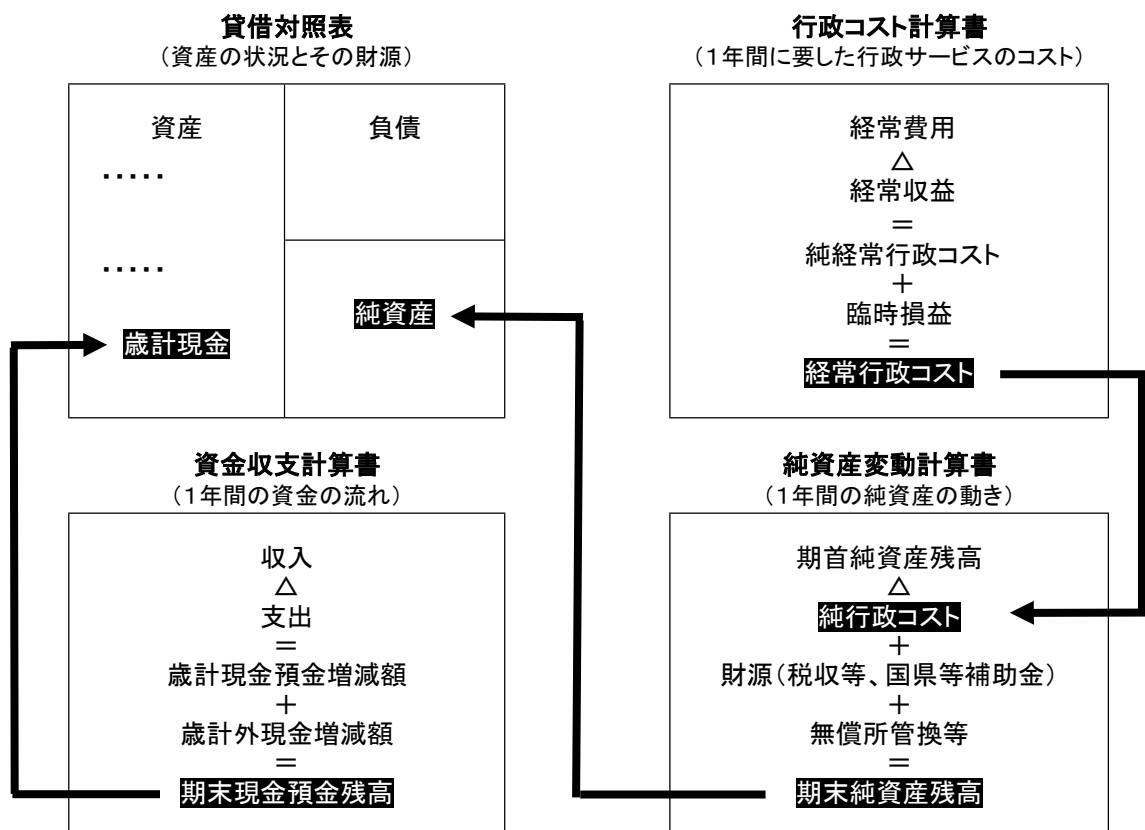 貸借対照表
（資産の状況とその財源）
資産
負債
・・・・・
・・・・・
純資産
歳計現金
行政コスト計算書
（１年間に要した行政サービスのコスト）
経常費用
△
経常収益
＝
純経常行政コスト
＋
臨時損益
＝
経常行政コスト
資金収支計算書
（１年間の資金の流れ）
収入
△
支出
＝
歳計現金預金増減額
＋
歳計外現金増減額
＝
期末現金預金残高
純資産変動計算書
（１年間の純資産の動き）
期首純資産残高
△
純行政コスト
＋
財源（税収等、国県等補助金）
＋
無償所管換等
＝
期末純資産残高